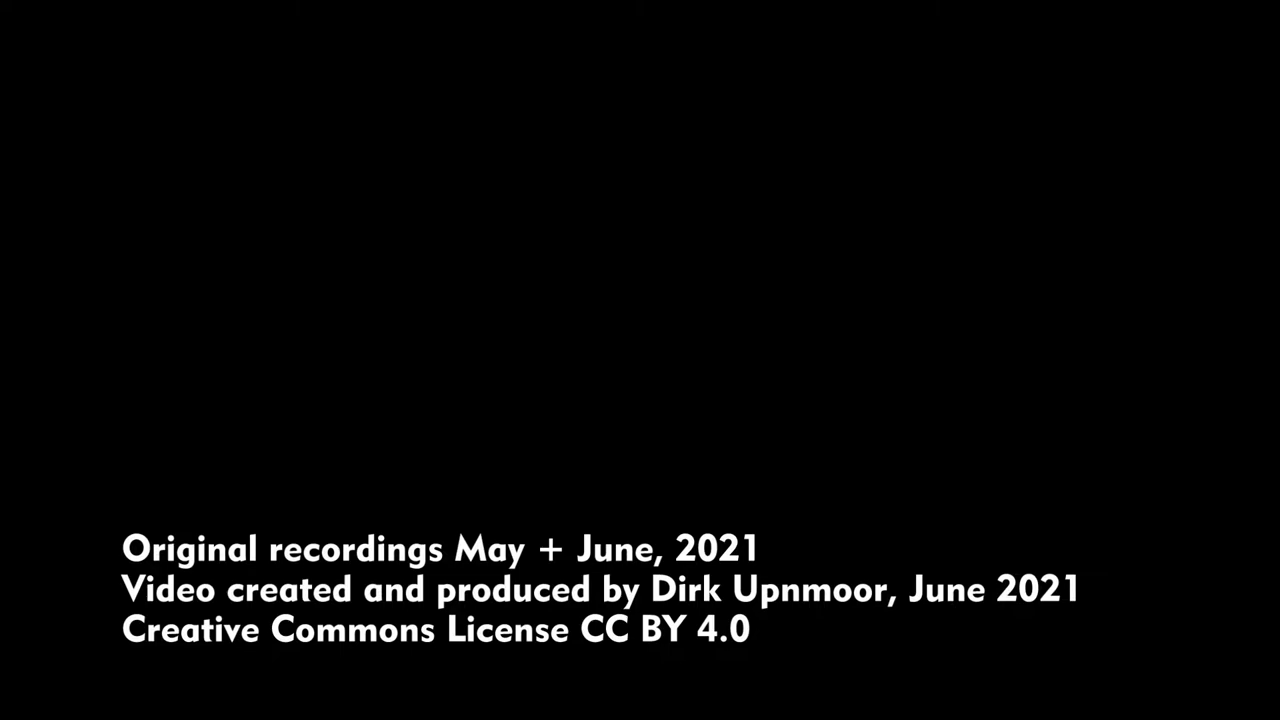 Original recordings May + June, 2021
Video created and produced by Dirk Upnmoor, June 2021
Creative Commons License CC BY 4.0